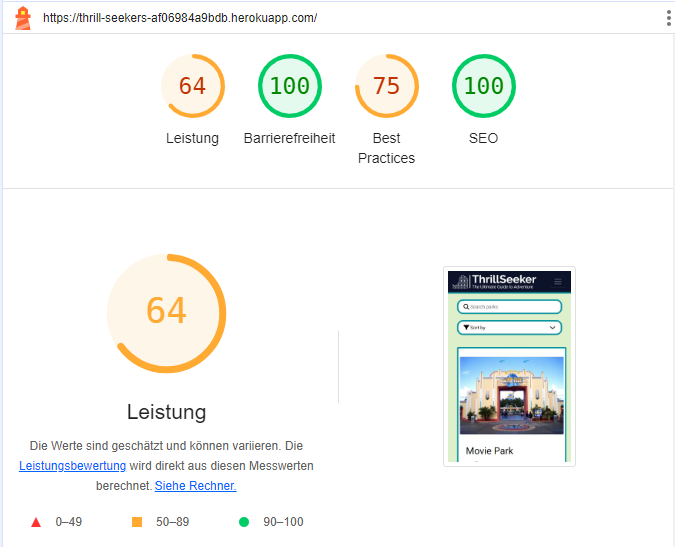 https://thrill-seekers-af06984a9bdb.herokuapp.com/
64
100
75
100
Leistung
Barrierefreiheit
Best
Practices
SEO
64
Leistung
Die Werte sind geschätzt und können variieren. Die
Leistungsbewertung wird direkt aus diesen Messwerten
berechnet. Siehe Rechner.
0–49
50–89
90–100
ThrillSeeker
The Ultimate Guide to Adventure
Search parks
Sort by
Movie Park